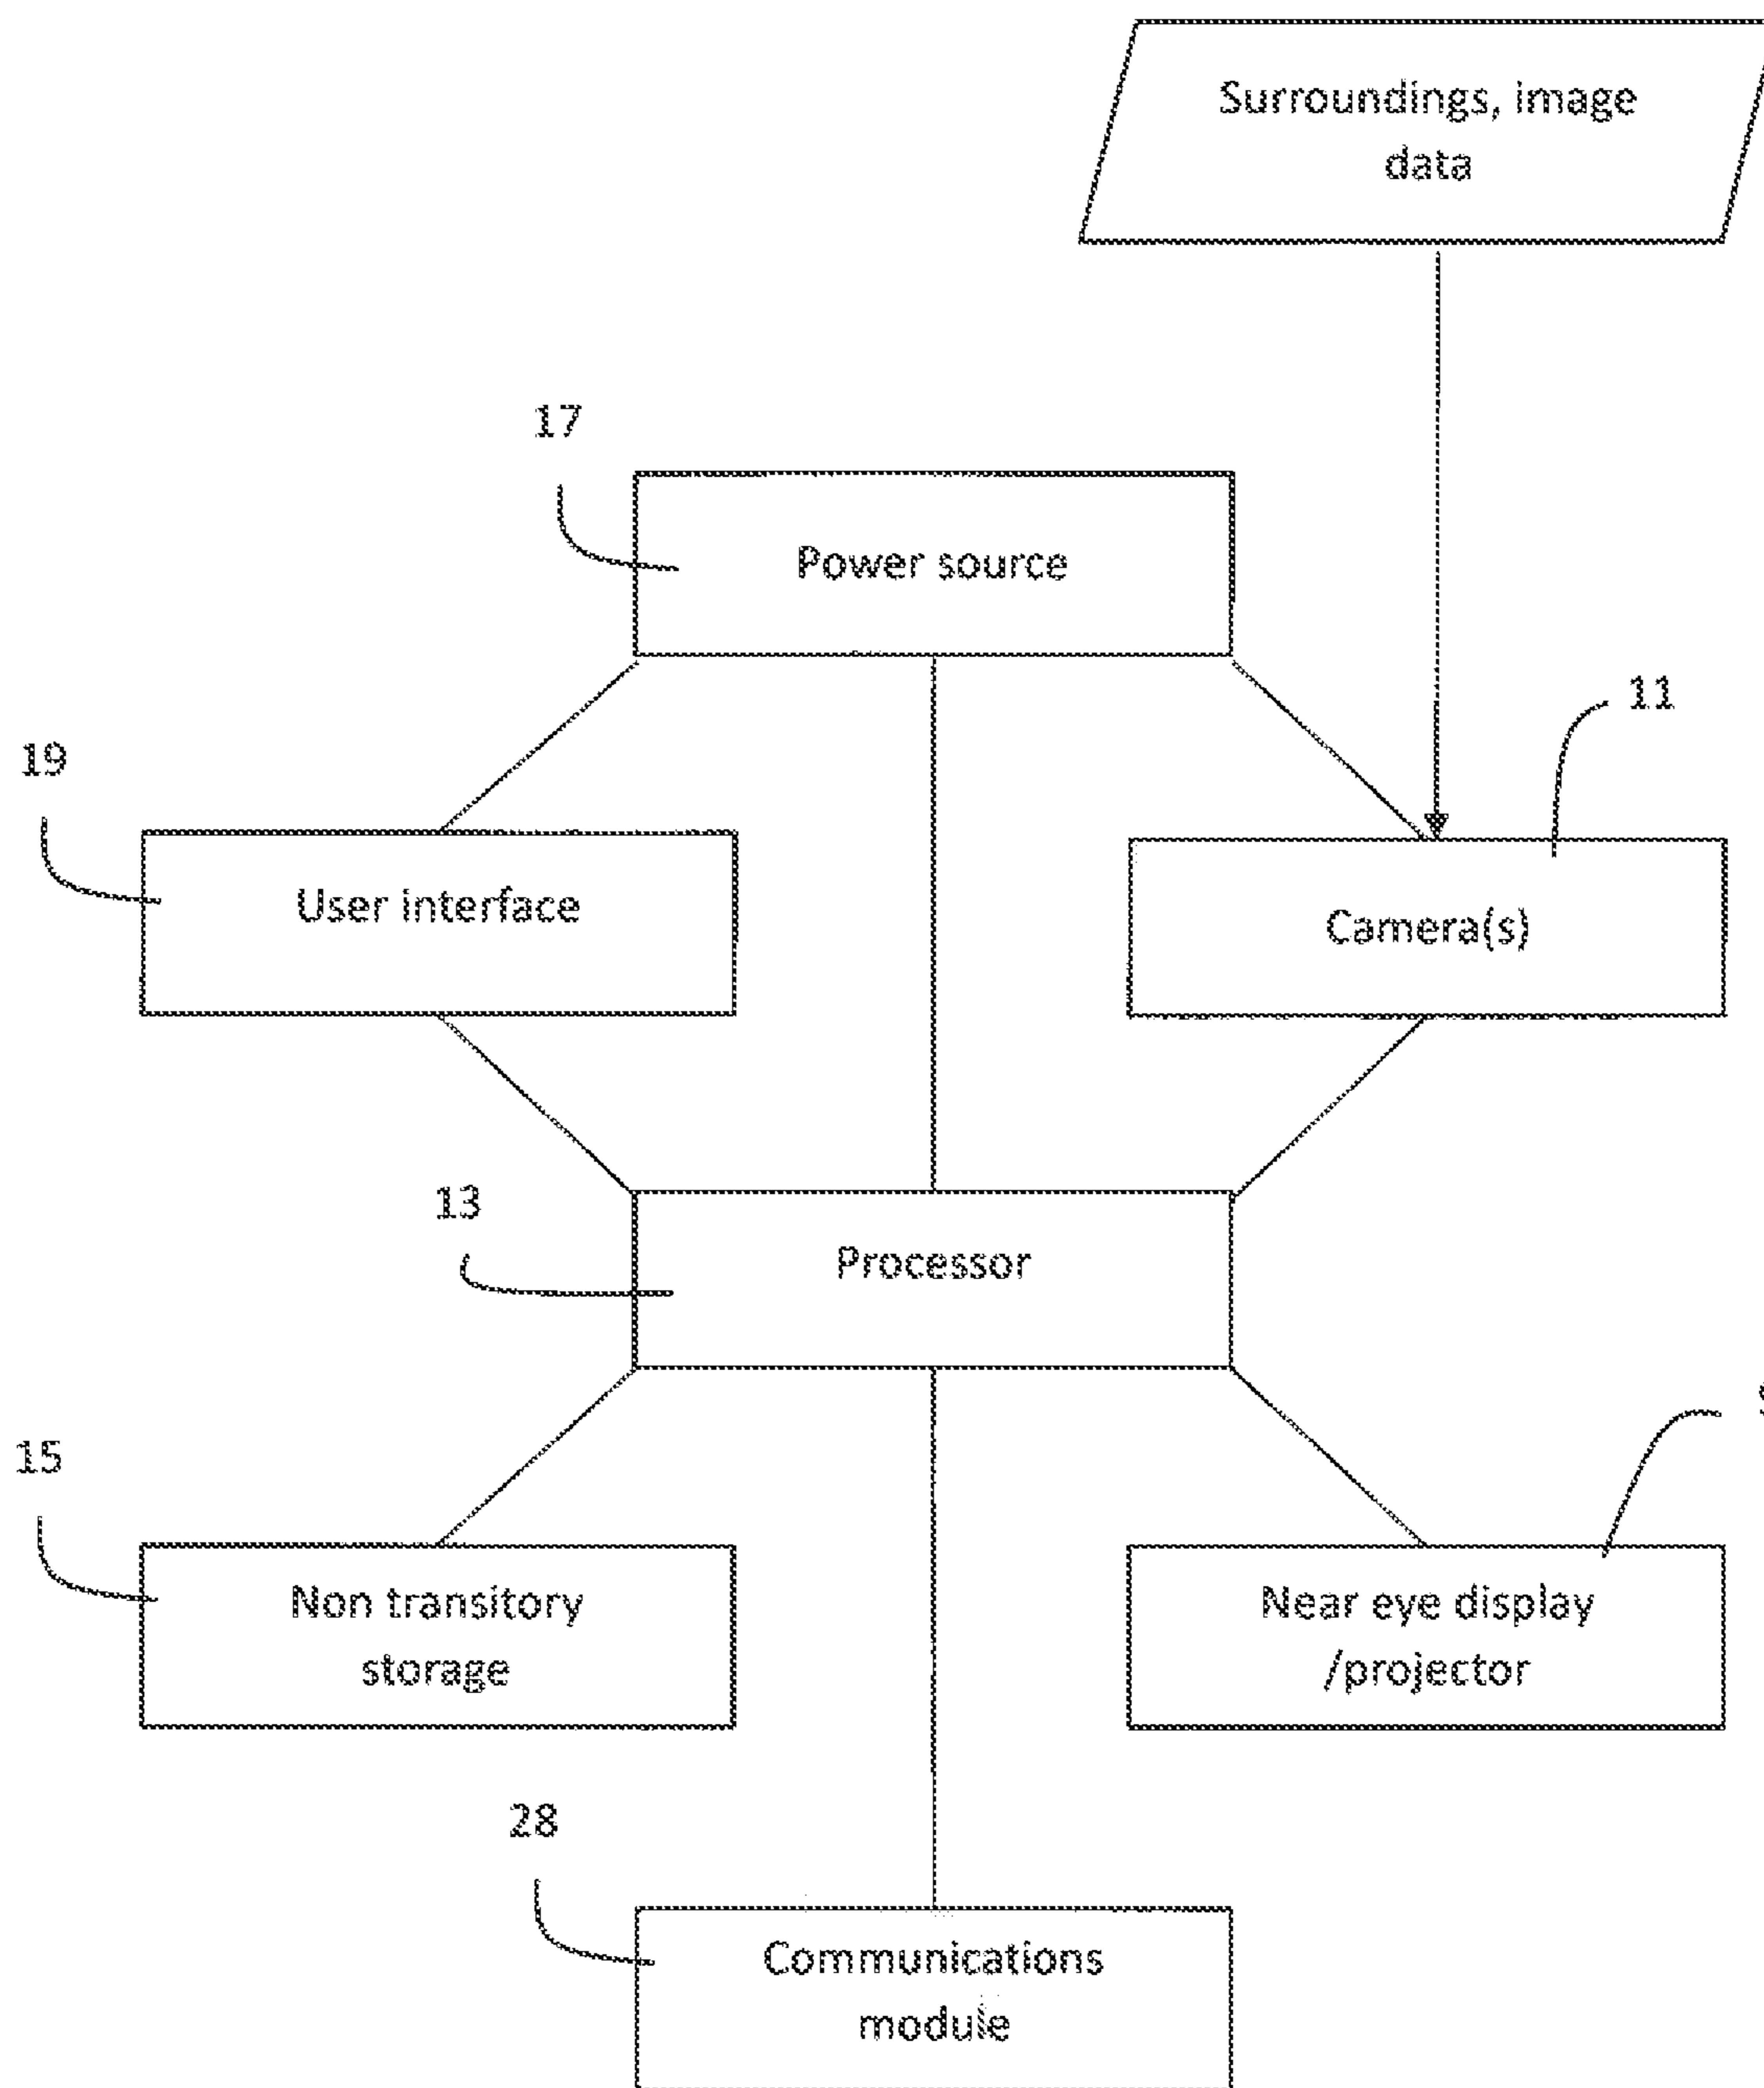 Surroundings, image
data
17
Power source
11
19
User interface
Camera(s)
13
Processor
15
Non transitory
storage
Near eye display
/projector
28
Communications
module